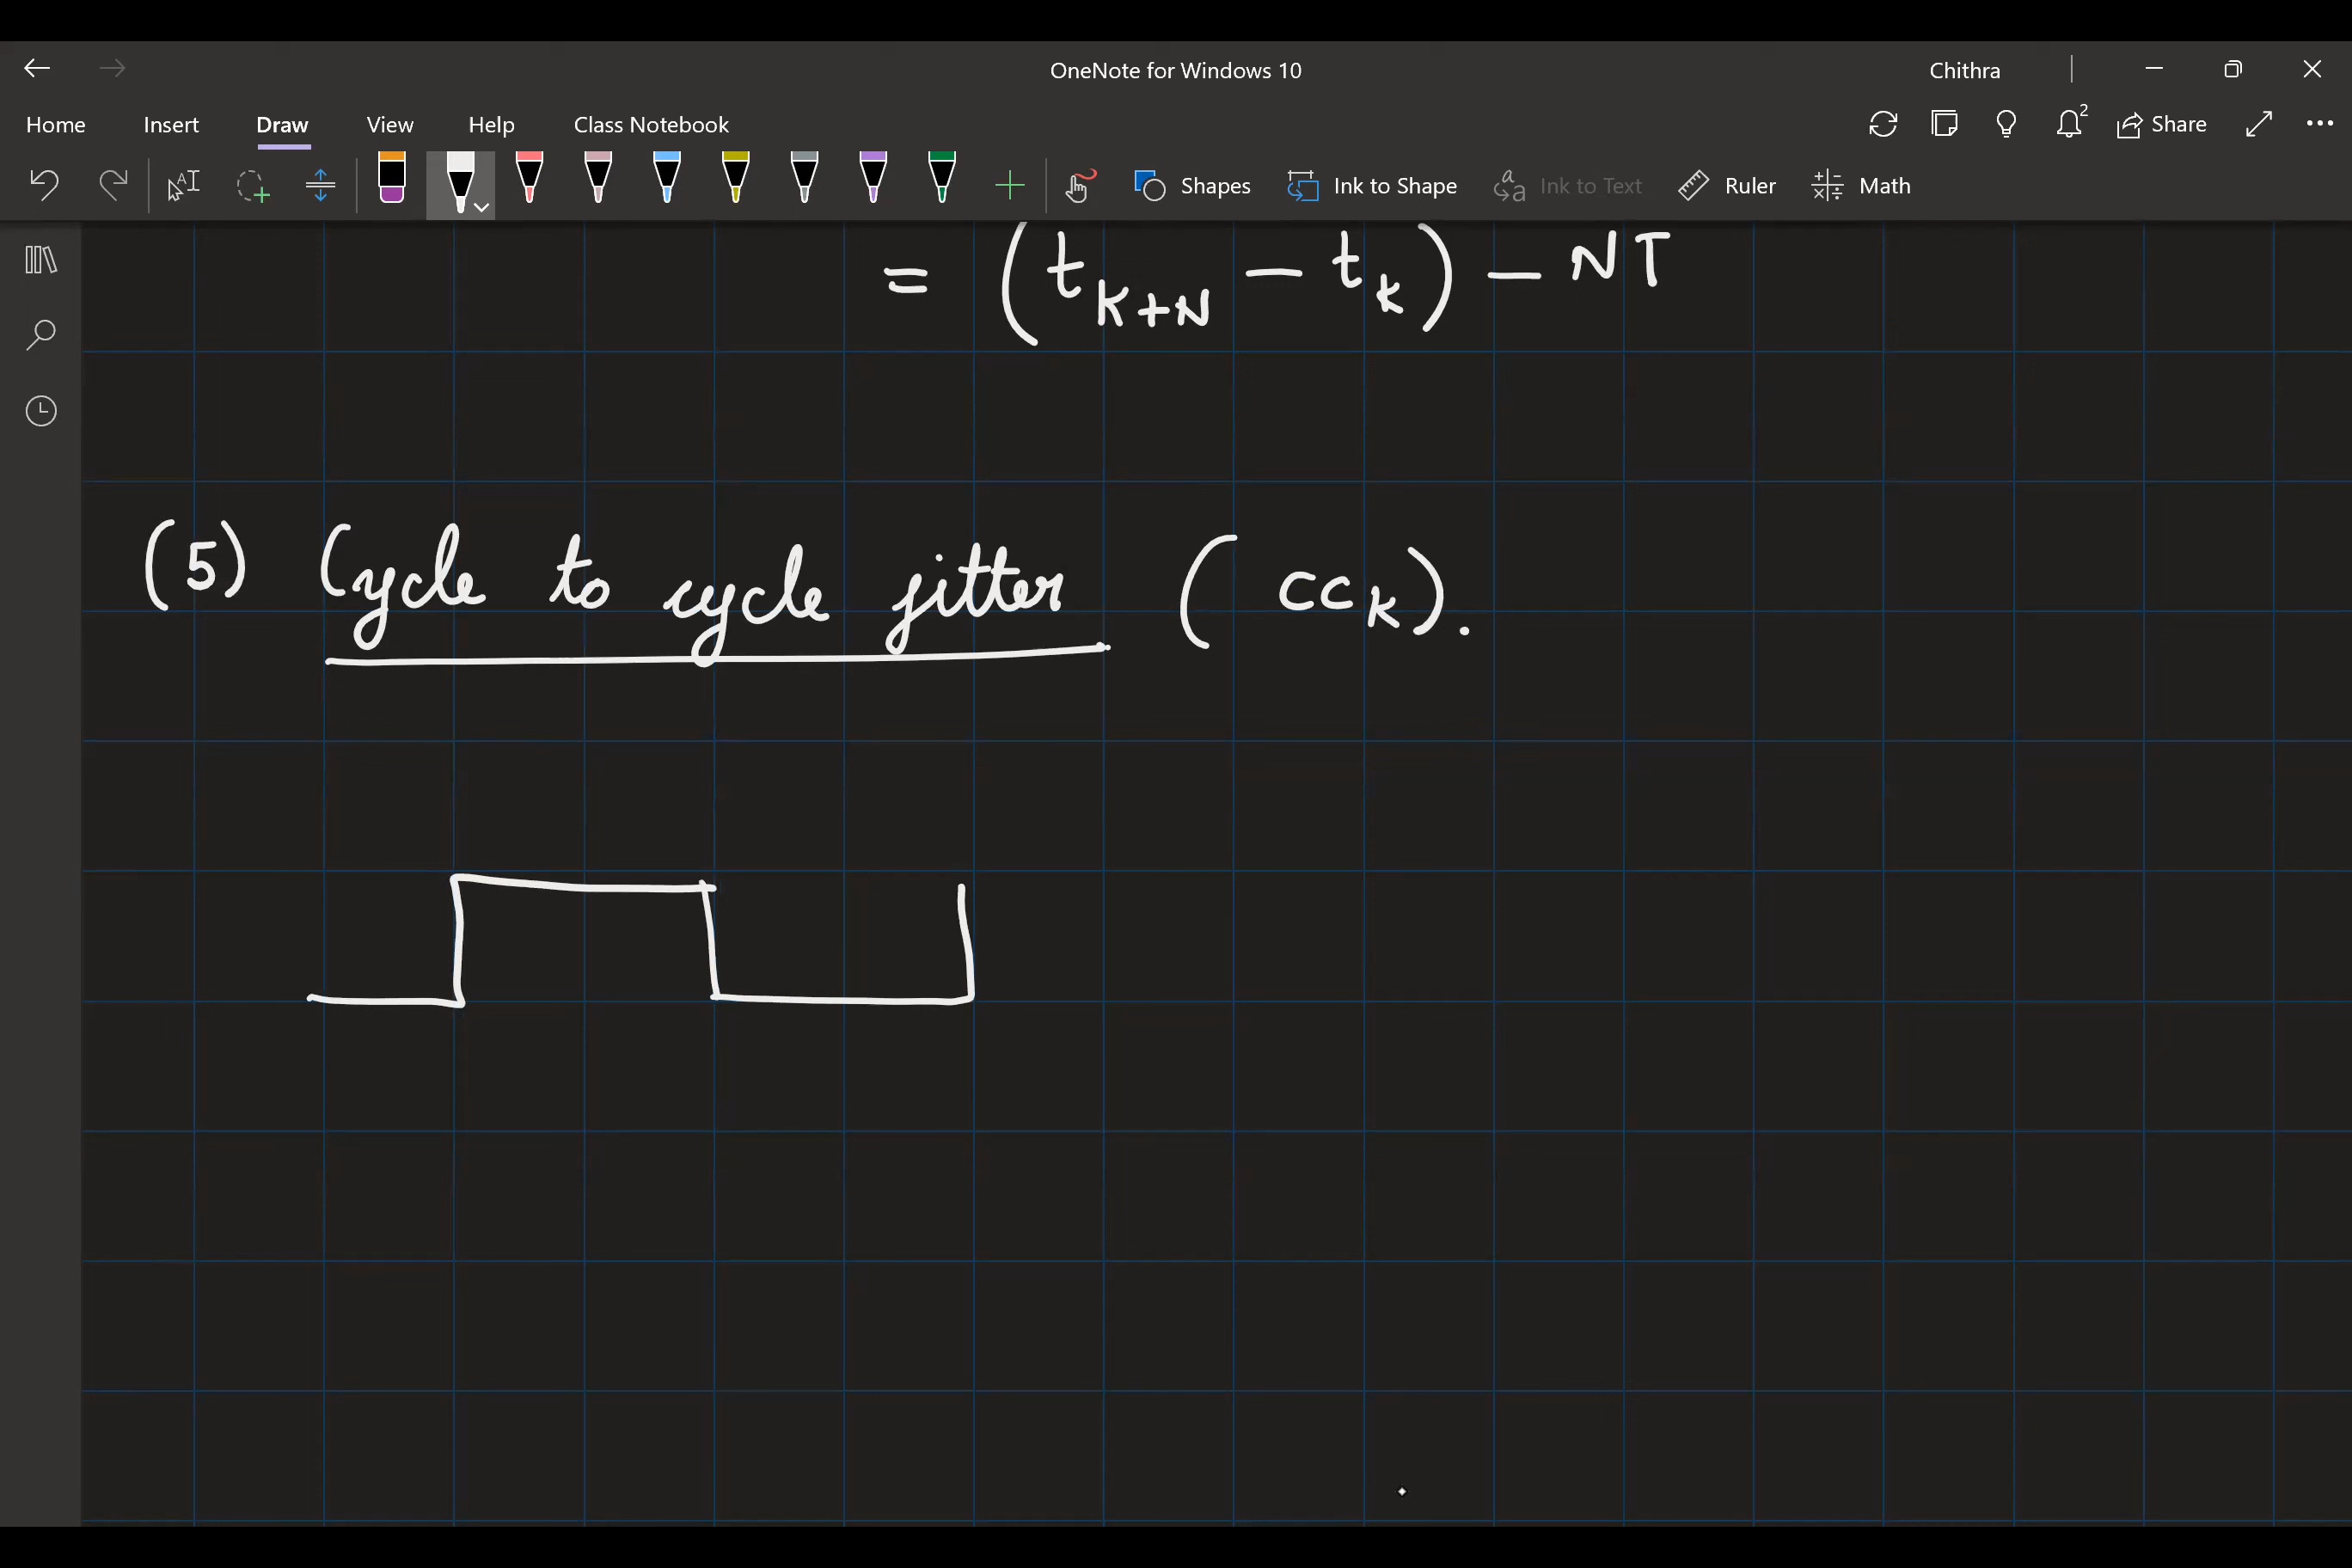 OneNote for Windows 10
Chithra
Home Insert Draw View Help Class Notebook
2 Share
Shapes Ink to Shape Ink to Text Ruler Math
= (t_{k+N} - t_k) - NT
(5) Cycle to cycle jitter (cc_k).